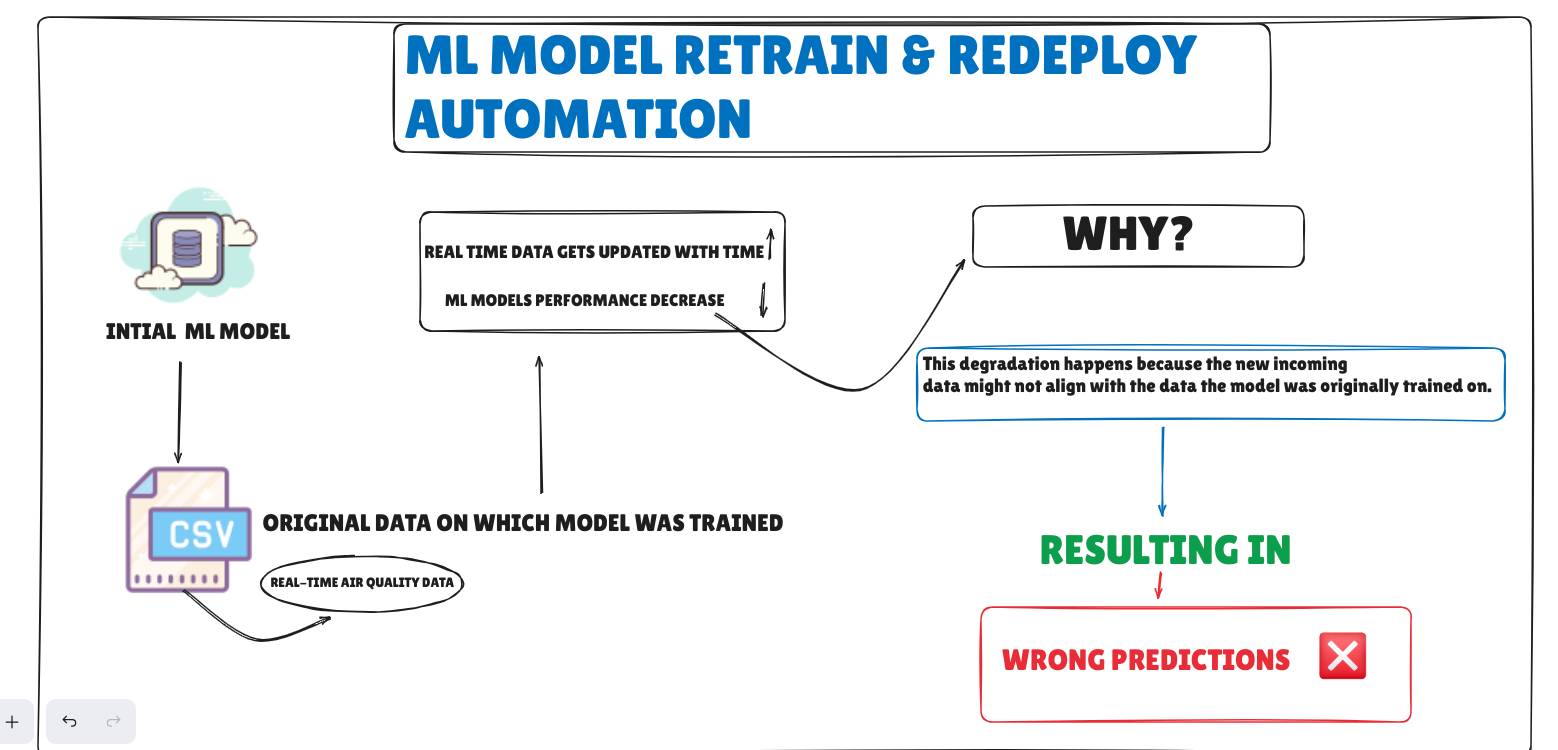 ML MODEL RETRAIN & REDEPLOY
AUTOMATION
INTIAL ML MODEL
CSV
ORIGINAL DATA ON WHICH MODEL WAS TRAINED
REAL-TIME AIR QUALITY DATA
REAL TIME DATA GETS UPDATED WITH TIME
ML MODELS PERFORMANCE DECREASE
WHY?
This degradation happens because the new incoming
data might not align with the data the model was originally trained on.
RESULTING IN
WRONG PREDICTIONS